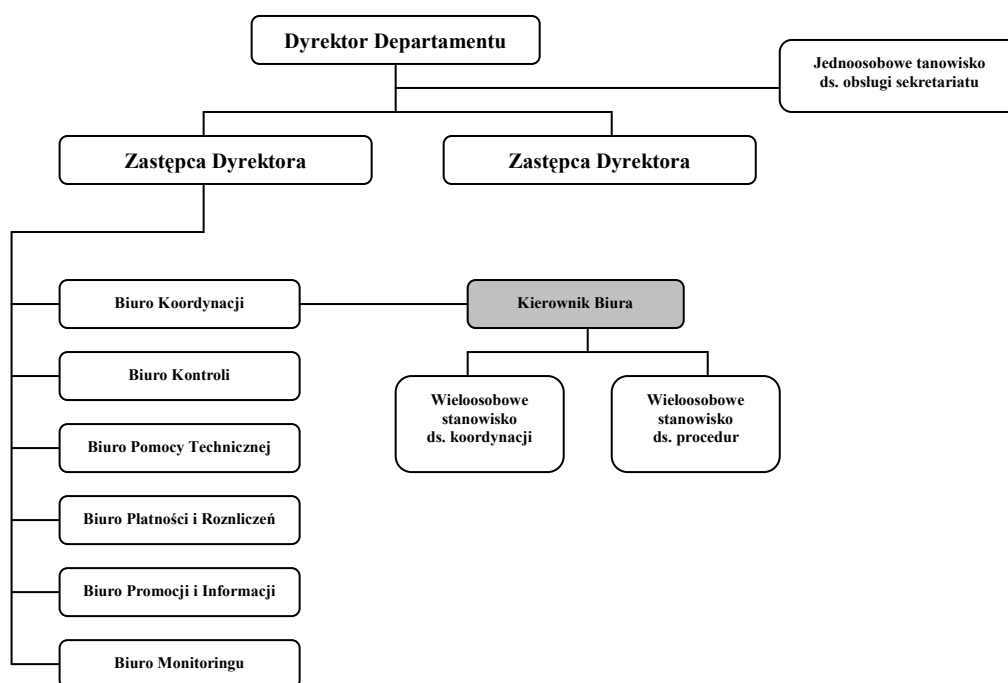 Dyrektor Departamentu
Jednoosobowe tanowisko
ds. obsługi sekretariatu
Zastępca Dyrektora
Zastępca Dyrektora
Biuro Koordynacji
Kierownik Biura
Biuro Kontroli
Wieloosobowe
stanowisko
ds. koordynacji
Wieloosobowe
stanowisko
ds. procedur
Biuro Pomocy Technicznej
Biuro Płatności i Roznliczeń
Biuro Promocji i Informacji
Biuro Monitoringu